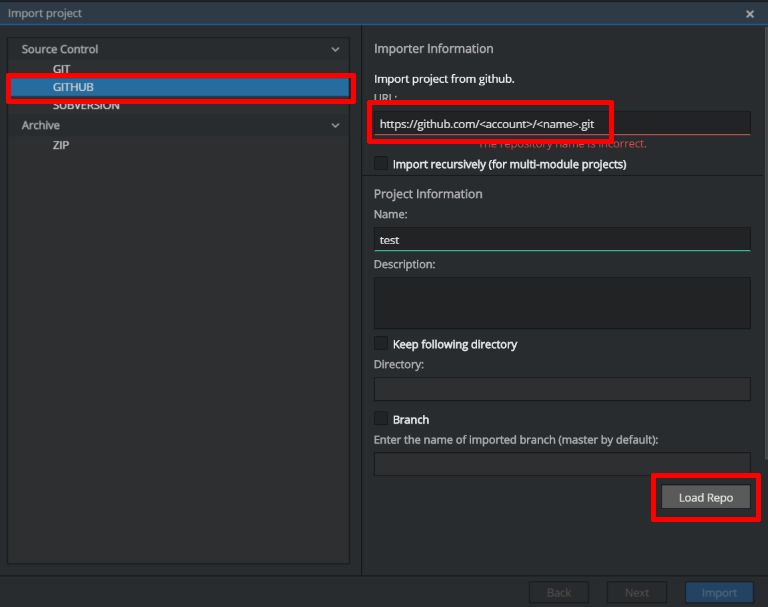 Import project
Source Control
GIT
GITHUB
SUBVERSION
Archive
ZIP
Importer Information
Import project from github.
URL:
https://github.com/<account>/<name>.git
The repository name is incorrect.
Import recursively (for multi-module projects)
Project Information
Name:
test
Description:
Keep following directory
Directory:
Branch
Enter the name of imported branch (master by default):
Load Repo
Back
Next
Import